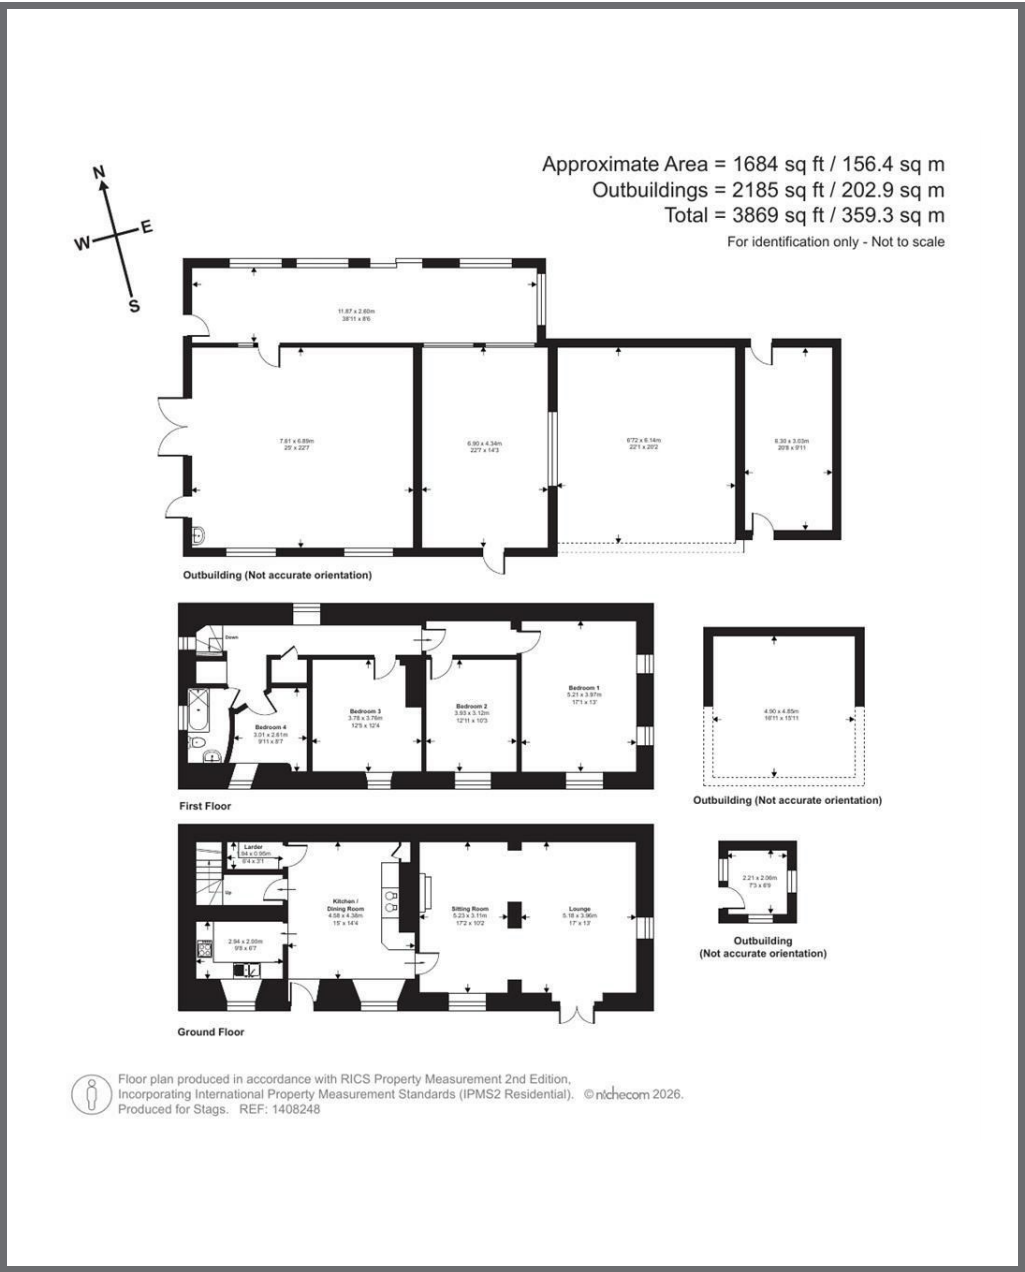 Approximate Area = 1684 sq ft / 156.4 sq m
Outbuildings = 2185 sq ft / 202.9 sq m
Total = 3869 sq ft / 359.3 sq m
For identification only - Not to scale
N
E
W
S
11.87 x 2.60m
38'11 x 8'6
7.61 x 6.89m
25' x 22'7
6.90 x 4.34m
22'7 x 14'3
6'72 x 6.14m
22'1 x 20'2
6.30 x 3.03m
20'8 x 9'11
Outbuilding (Not accurate orientation)
Down
Bedroom 1
5.21 x 3.97m
17'1 x 13'
Bedroom 2
3.93 x 3.12m
12'11 x 10'3
Bedroom 3
3.78 x 3.76m
12'5 x 12'4
Bedroom 4
3.01 x 2.61m
9'11 x 8'7
First Floor
4.90 x 4.85m
16'11 x 15'11
Outbuilding (Not accurate orientation)
Larder
.94 x 0.95m
6'4 x 3'1
Up
Kitchen /
Dining Room
4.58 x 4.38m
15' x 14'4
Sitting Room
5.23 x 3.11m
17'2 x 10'2
Lounge
5.18 x 3.96m
17' x 13'
2.94 x 2.00m
9'8 x 6'7
Ground Floor
2.21 x 2.06m
7'3 x 6'9
Outbuilding
(Not accurate orientation)
Floor plan produced in accordance with RICS Property Measurement 2nd Edition,
Incorporating International Property Measurement Standards (IPMS2 Residential). © nichecom 2026.
Produced for Stags. REF: 1408248